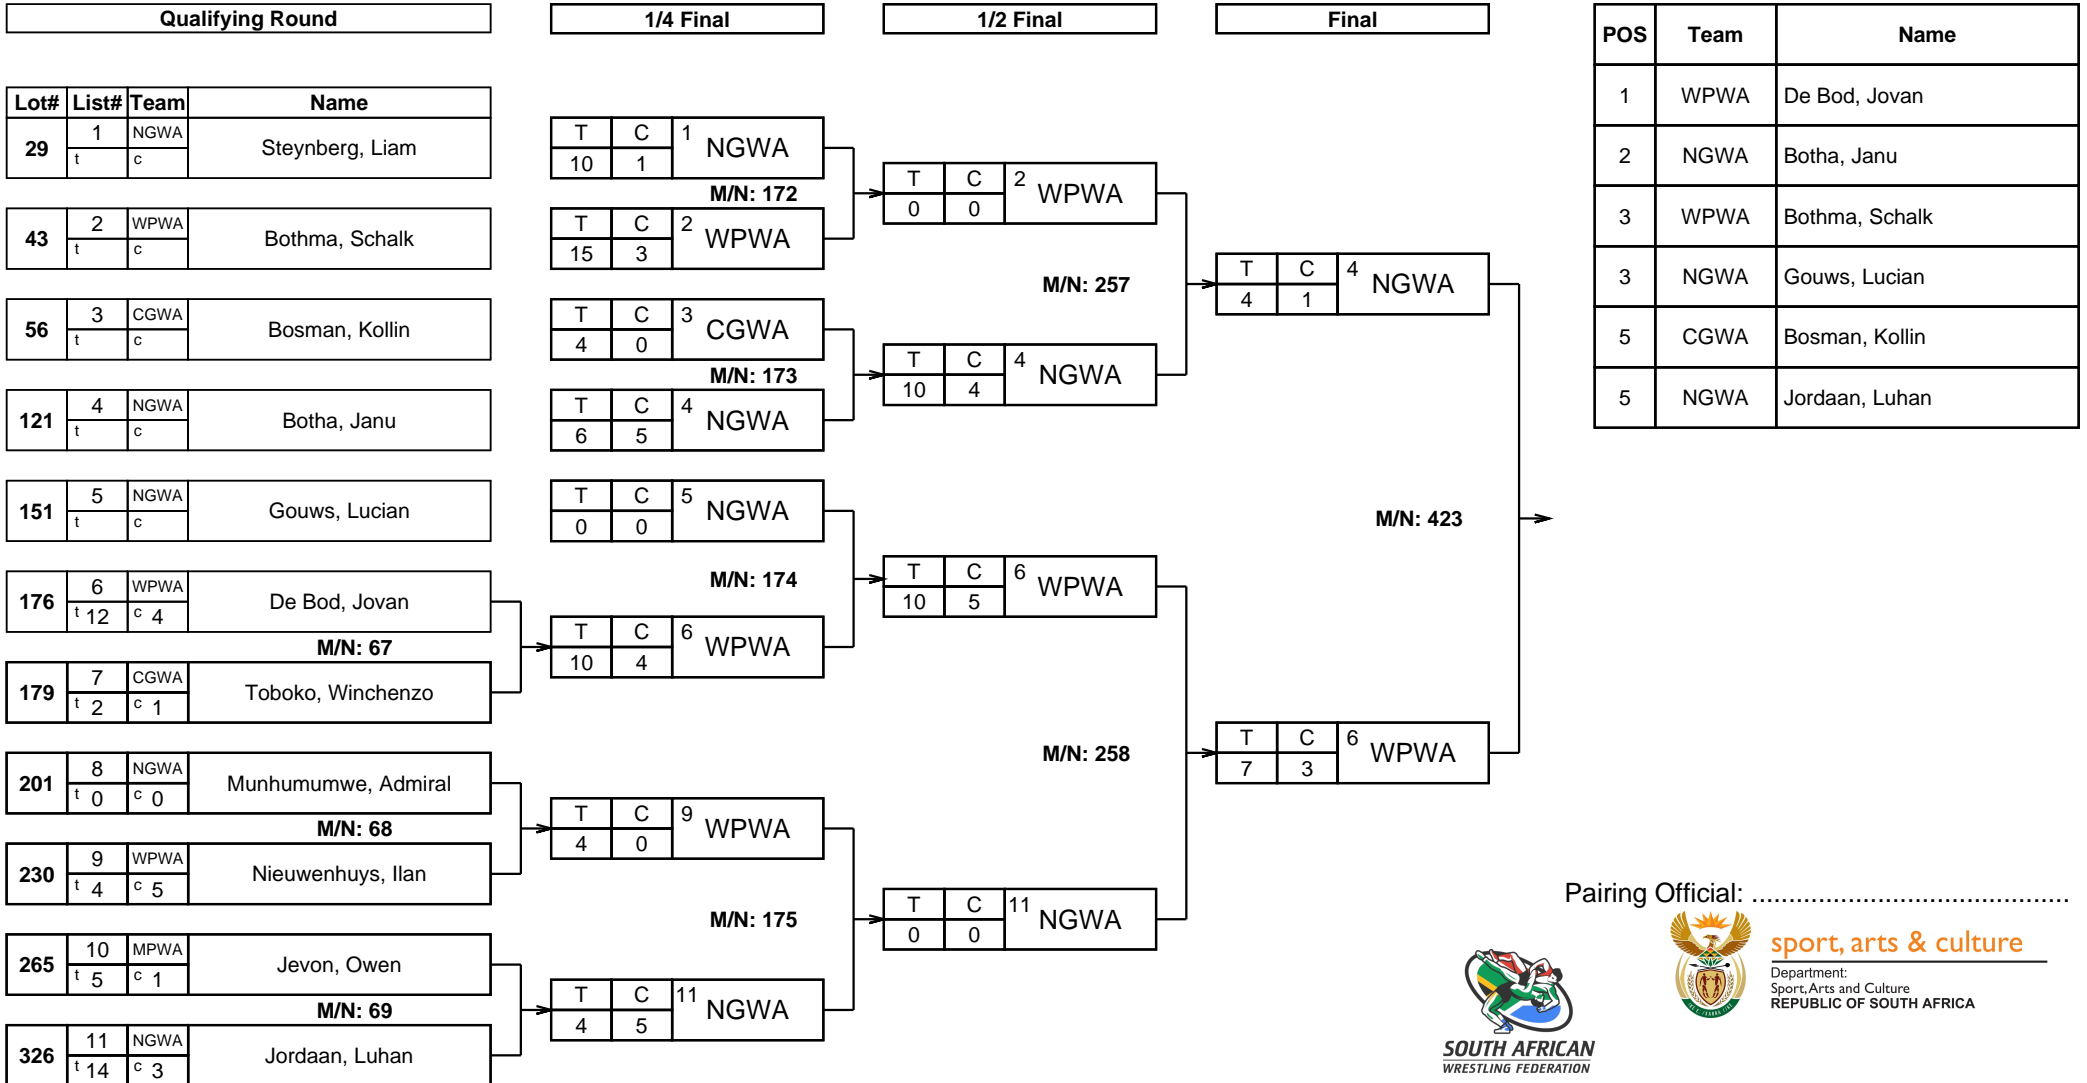 Qualifying Round 1/4 Final 1/2 Final Final
Lot# List# Team Name
29 1 NGWA Steynberg, Liam
t c
43 2 WPWA Bothma, Schalk
t c
56 3 CGWA Bosman, Kollin
t c
121 4 NGWA Botha, Janu
t c
151 5 NGWA Gouws, Lucian
t c
176 6 WPWA De Bod, Jovan
t 12 c 4
M/N: 67
179 7 CGWA Toboko, Winchenzo
t 2 c 1
201 8 NGWA Munhumumwe, Admiral
t 0 c 0
M/N: 68
230 9 WPWA Nieuwenhuys, Ilan
t 4 c 5
265 10 MPWA Jevon, Owen
t 5 c 1
M/N: 69
326 11 NGWA Jordaan, Luhan
t 14 c 3
T C 1 NGWA
10 1
M/N: 172
T C 2 WPWA
15 3
T C 3 CGWA
4 0
M/N: 173
T C 4 NGWA
6 5
T C 5 NGWA
0 0
M/N: 174
T C 6 WPWA
10 4
T C 9 WPWA
4 0
M/N: 175
T C 11 NGWA
4 5
T C 2 WPWA
0 0
M/N: 257
T C 4 NGWA
10 4
T C 6 WPWA
10 5
M/N: 258
T C 11 NGWA
0 0
T C 4 NGWA
4 1
M/N: 423
T C 6 WPWA
7 3
POS Team Name
1 WPWA De Bod, Jovan
2 NGWA Botha, Janu
3 WPWA Bothma, Schalk
3 NGWA Gouws, Lucian
5 CGWA Bosman, Kollin
5 NGWA Jordaan, Luhan
Pairing Official: ..........................................
SOUTH AFRICAN
WRESTLING FEDERATION
sport, arts & culture
Department:
Sport, Arts and Culture
REPUBLIC OF SOUTH AFRICA